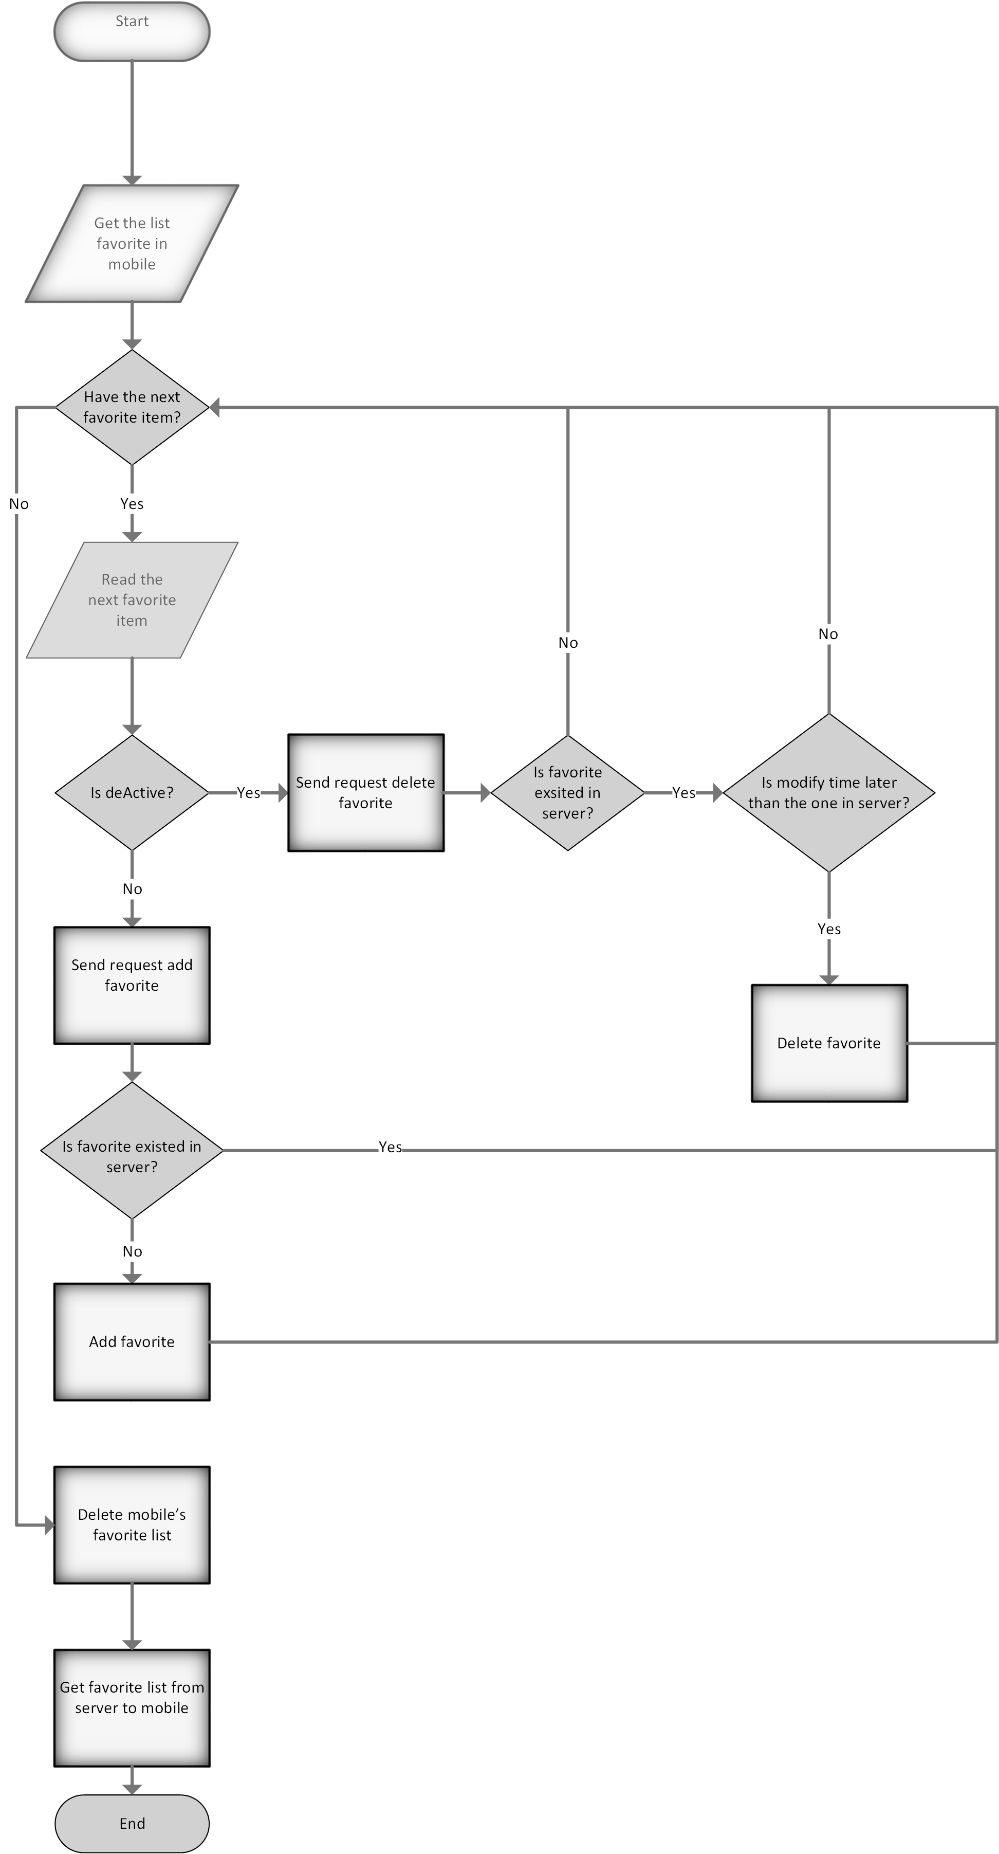 Start
Get the list
favorite in
mobile
Have the next
favorite item?
No
Yes
Read the
next favorite
item
No
No
Is deActive?
Yes
Send request delete
favorite
Is favorite
exsited in
server?
Yes
Is modify time later
than the one in server?
No
Yes
Send request add
favorite
Delete favorite
Is favorite existed in
server?
Yes
No
Add favorite
Delete mobile's
favorite list
Get favorite list from
server to mobile
End